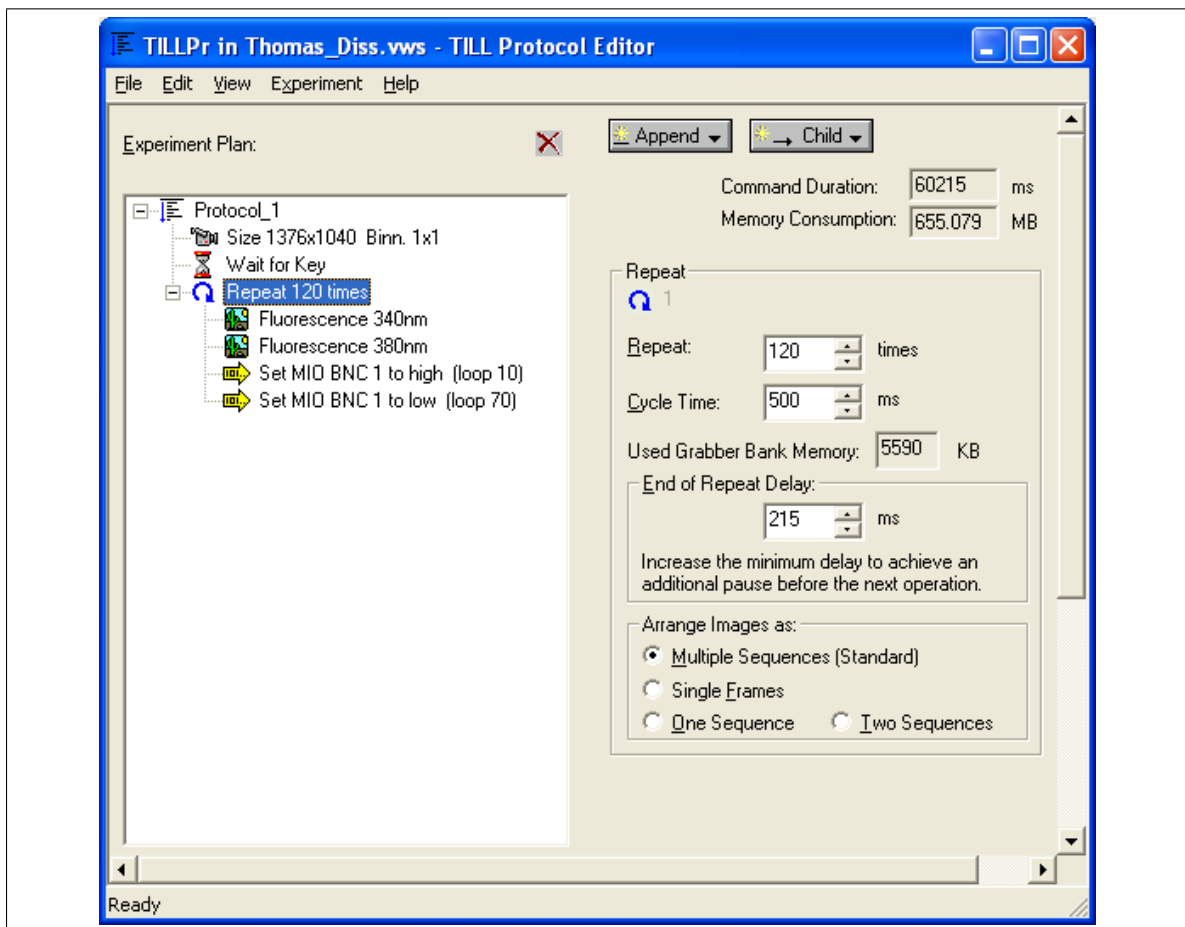 TILLPr in Thomas_Diss.vws - TILL Protocol Editor
File Edit View Experiment Help
Experiment Plan:
Append
Child
Command Duration: 60215 ms
Memory Consumption: 655.079 MB
Protocol_1
Size 1376x1040 Binn. 1x1
Wait for Key
Repeat 120 times
Fluorescence 340nm
Fluorescence 380nm
Set MIO BNC 1 to high (loop 10)
Set MIO BNC 1 to low (loop 70)
Repeat
1
Repeat: 120 times
Cycle Time: 500 ms
Used Grabber Bank Memory: 5590 KB
End of Repeat Delay:
215 ms
Increase the minimum delay to achieve an
additional pause before the next operation.
Arrange Images as:
Multiple Sequences (Standard)
Single Frames
One Sequence Two Sequences
Ready